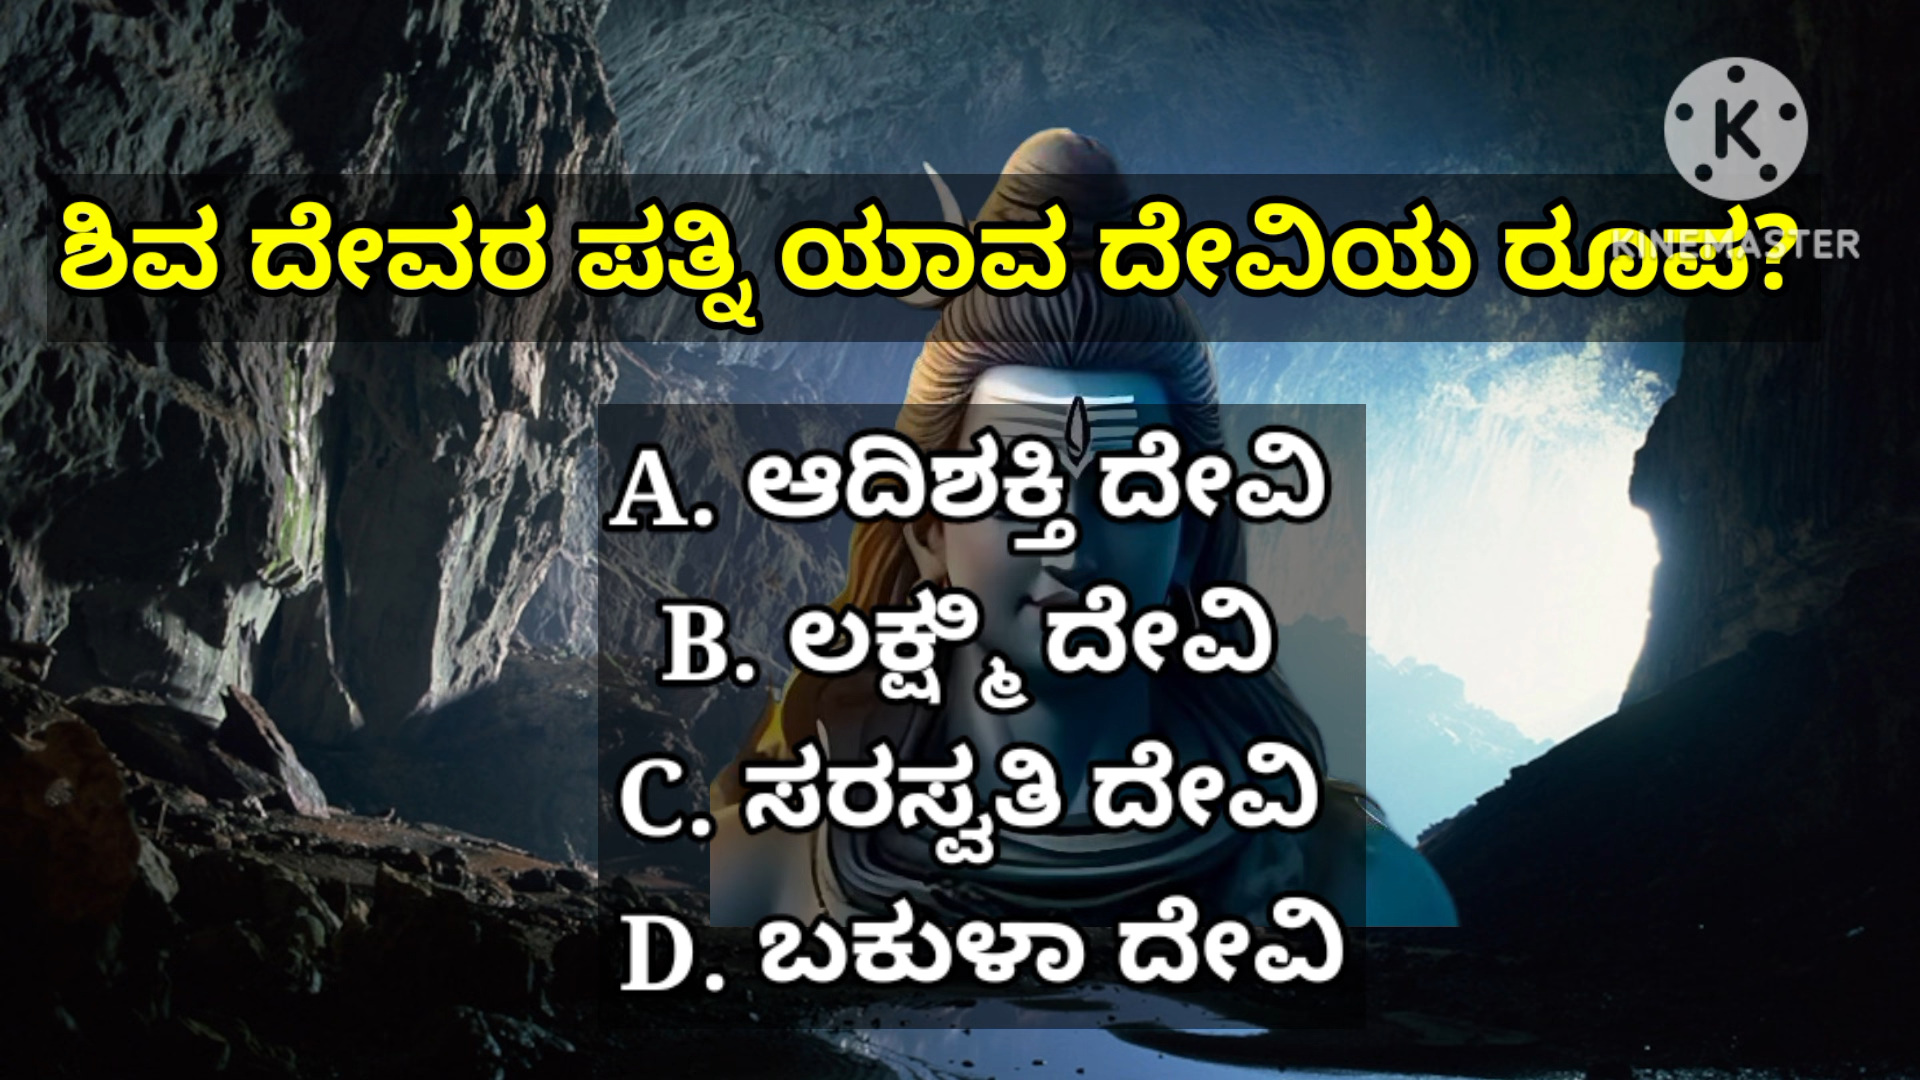 K
KINEMASTER
ಶಿವ ದೇವರ ಪತ್ನಿ ಯಾವ ದೇವಿಯ ರೂಪ?
A. ಆದಿಶಕ್ತಿ ದೇವಿ
B. ಲಕ್ಷ್ಮಿ ದೇವಿ
C. ಸರಸ್ವತಿ ದೇವಿ
D. ಬಕುಳಾ ದೇವಿ